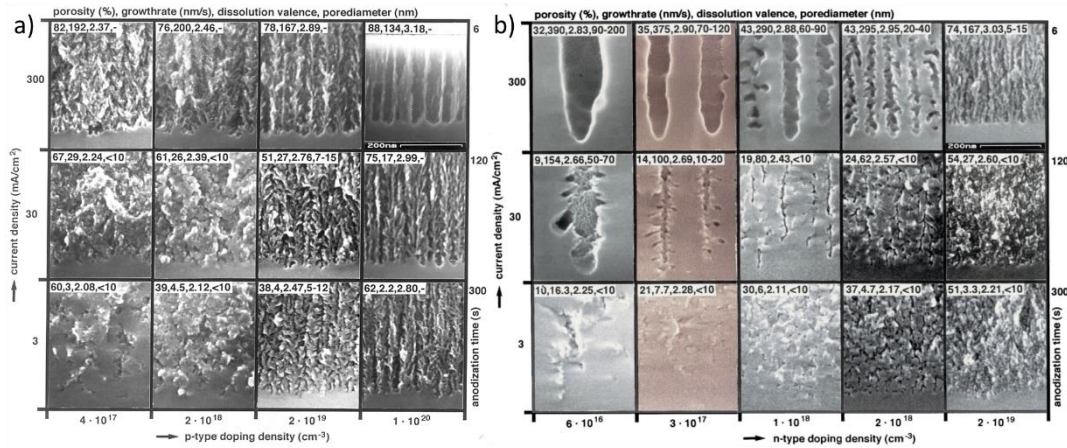 a)
porosity (%), growthrate (nm/s), dissolution valence, porediameter (nm)
82,192,2.37,- 76,200,2.46,- 78,167,2.89,- 88,134,3.18,- 6
300
200nm
67,29,2.24,<10 61,26,2.39,<10 51,27,2.76,7-15 75,17,2.99,- 120
30
60,3,2.08,<10 39,4.5,2.12,<10 38,4,2.47,5-12 62,2.2,2.80,- 300
3
current density (mA/cm²)
anodization time (s)
4 · 10¹⁷ 2 · 10¹⁸ 2 · 10¹⁹ 1 · 10²⁰
p-type doping density (cm⁻³)
b)
porosity (%), growthrate (nm/s), dissolution valence, porediameter (nm)
32,390,2.83,90-200 35,375,2.90,70-120 43,290,2.88,60-90 43,295,2.95,20-40 74,167,3.03,5-15 6
300
200nm
9,154,2.66,50-70 14,100,2.69,10-20 19,80,2.43,<10 24,62,2.57,<10 54,27,2.60,<10 120
30
10,16.3,2.25,<10 21,7.7,2.28,<10 30,6,2.11,<10 37,4.7,2.17,<10 51,3.3,2.21,<10 300
3
current density (mA/cm²)
anodization time (s)
6 · 10¹⁶ 3 · 10¹⁷ 1 · 10¹⁸ 2 · 10¹⁸ 2 · 10¹⁹
n-type doping density (cm⁻³)